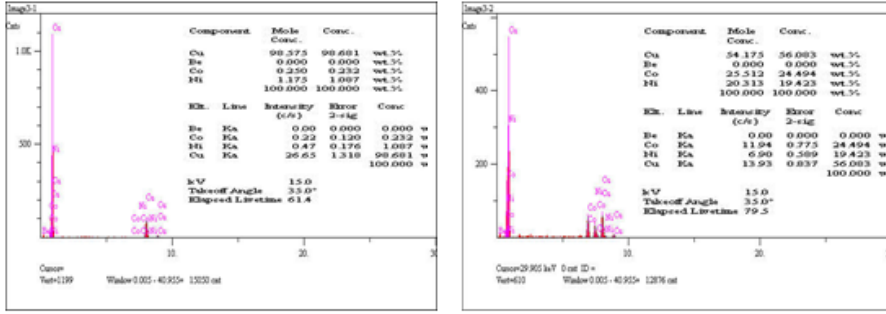 Image3-1
Cnts
Cu
Component Mole Conc. Conc.
Cu 98.575 98.681 wt.%
Be 0.000 0.000 wt.%
Co 0.250 0.232 wt.%
Ni 1.175 1.087 wt.%
100.000 100.000 wt.%
Elt. Line Intensity (c/s) Error 2-sig Conc
Be Ka 0.00 0.000 0.000 w
Co Ka 0.22 0.120 0.232 w
Ni Ka 0.47 0.176 1.087 w
Cu Ka 26.65 1.318 98.681 w
100.000 w
kV 15.0
Takeoff Angle 35.0°
Elapsed Livetime 61.4
500
10.
20.
30
Cursor=
Vert=1199 Window 0.005 - 40.955= 15050 cnt
Image3-2
Cnts
Cu
Component Mole Conc. Conc.
Cu 54.175 56.083 wt.%
Be 0.000 0.000 wt.%
Co 25.512 24.494 wt.%
Ni 20.313 19.423 wt.%
100.000 100.000 wt.%
Elt. Line Intensity (c/s) Error 2-sig Conc
Be Ka 0.00 0.000 0.000 w
Co Ka 11.94 0.775 24.494 w
Ni Ka 6.90 0.589 19.423 w
Cu Ka 13.93 0.837 56.083 w
100.000 w
kV 15.0
Takeoff Angle 35.0°
Elapsed Livetime 79.5
400
200
10.
20.
Cursor=29.905 keV 0 cnt ID =
Vert=610 Window 0.005 - 40.955= 12876 cnt